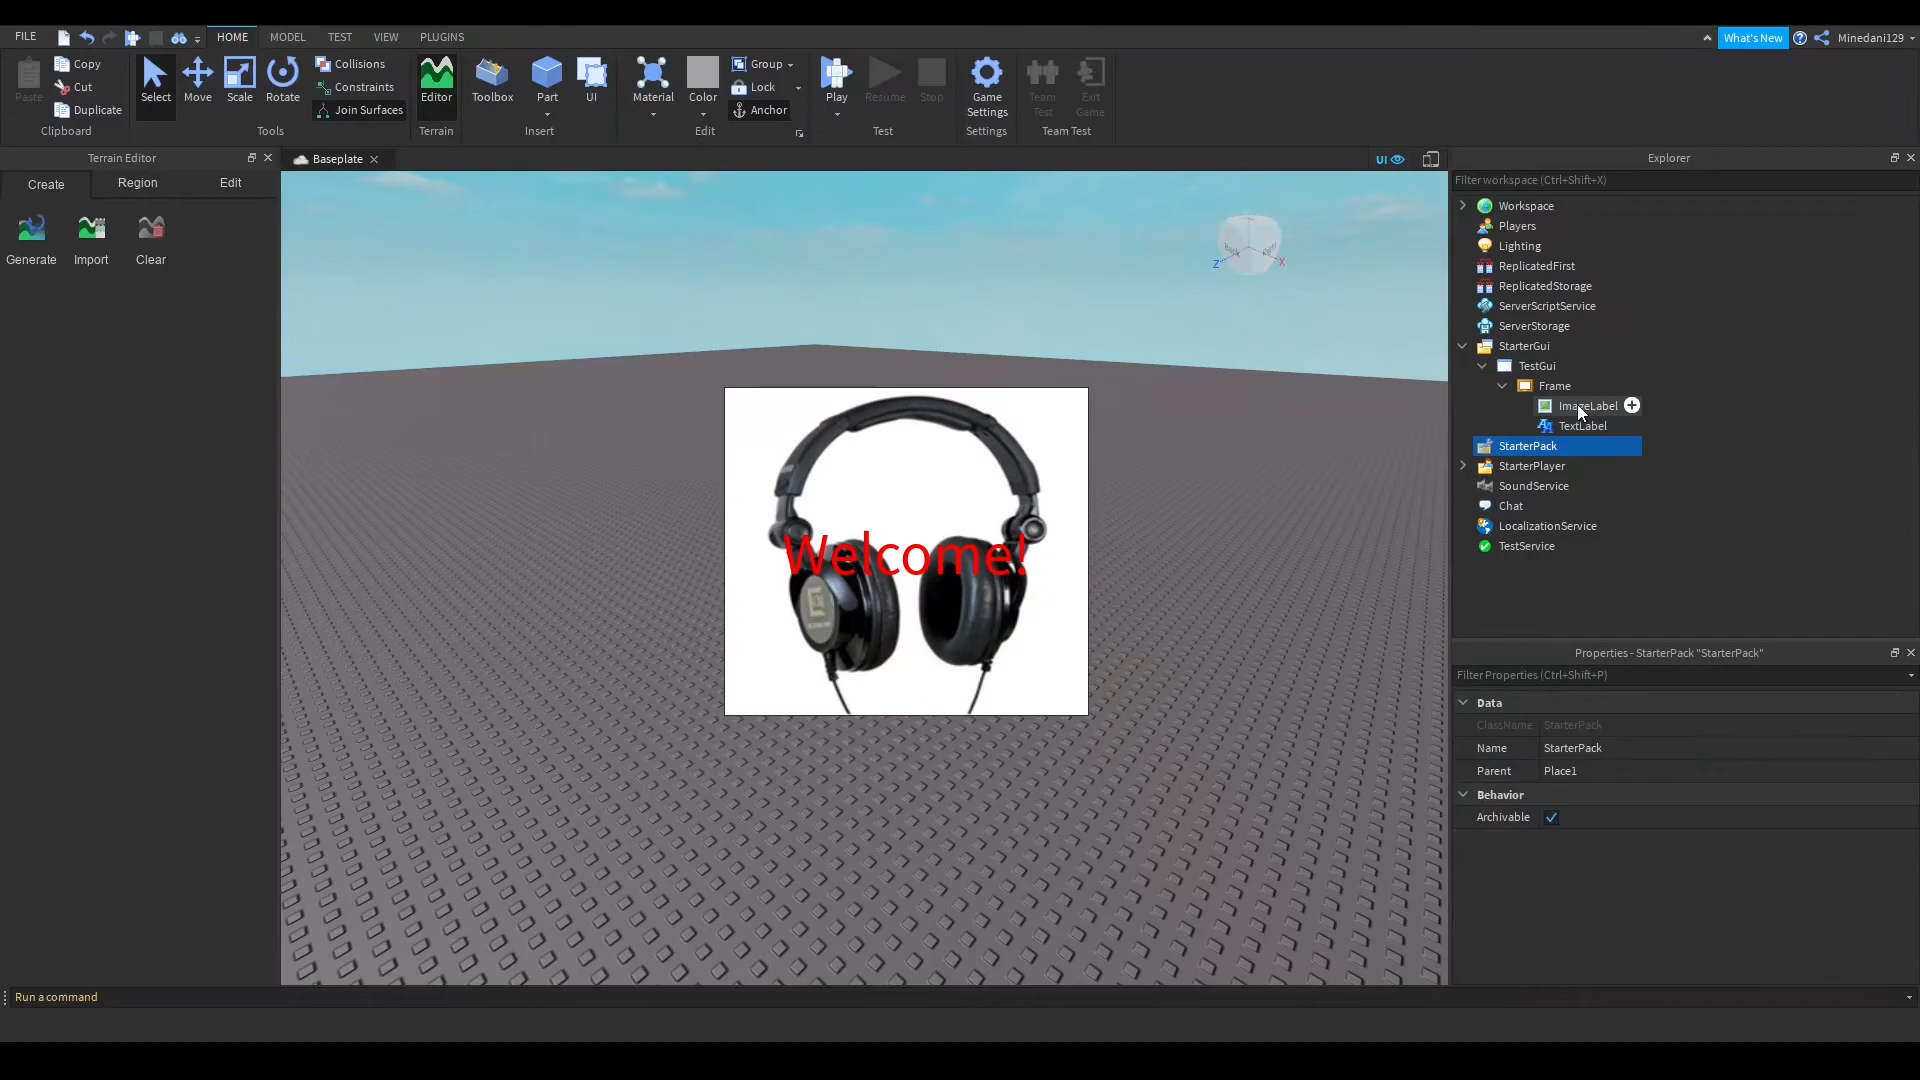 FILE
HOME
MODEL
TEST
VIEW
PLUGINS
What's New
Minedani129
Paste
Copy
Cut
Duplicate
Clipboard
Select
Move
Scale
Rotate
Collisions
Constraints
Join Surfaces
Tools
Editor
Terrain
Toolbox
Part
UI
Insert
Material
Color
Group
Lock
Anchor
Edit
Play
Resume
Stop
Test
Game
Settings
Settings
Team
Test
Exit
Game
Team Test
Terrain Editor
Create
Region
Edit
Generate
Import
Clear
Baseplate
UI
Back
Right
Z
X
Welcome!
Explorer
Filter workspace (Ctrl+Shift+X)
Workspace
Players
Lighting
ReplicatedFirst
ReplicatedStorage
ServerScriptService
ServerStorage
StarterGui
TestGui
Frame
ImageLabel
TextLabel
StarterPack
StarterPlayer
SoundService
Chat
LocalizationService
TestService
Properties - StarterPack "StarterPack"
Filter Properties (Ctrl+Shift+P)
Data
ClassName StarterPack
Name StarterPack
Parent Place1
Behavior
Archivable
Run a command